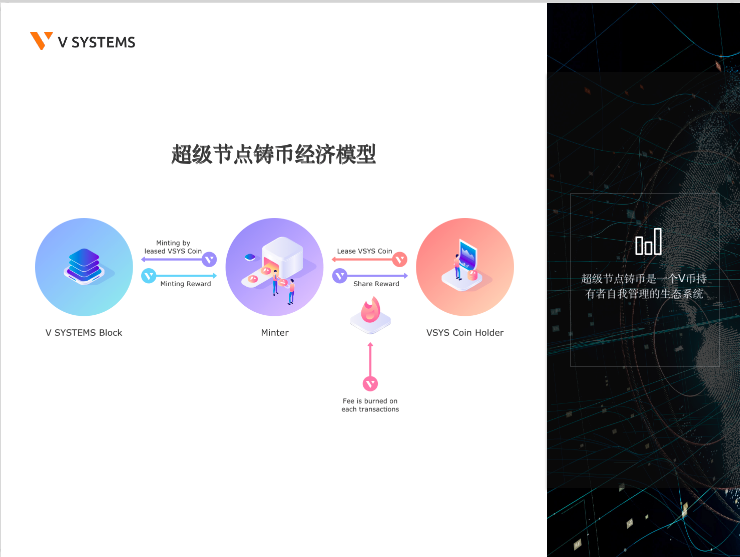 V SYSTEMS
超级节点铸币经济模型
Minting by
leased VSYS Coin
Minting Reward
Lease VSYS Coin
Share Reward
V SYSTEMS Block
Minter
VSYS Coin Holder
Fee is burned on
each transactions
超级节点铸币是一个V币持
有者自我管理的生态系统